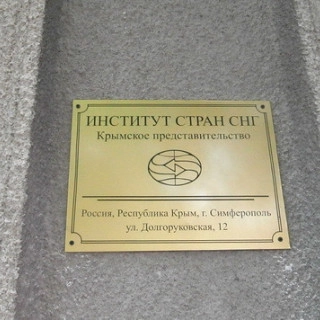 ИНСТИТУТ СТРАН СНГ
Крымское представительство
Россия, Республика Крым, г. Симферополь
ул. Долгоруковская, 12